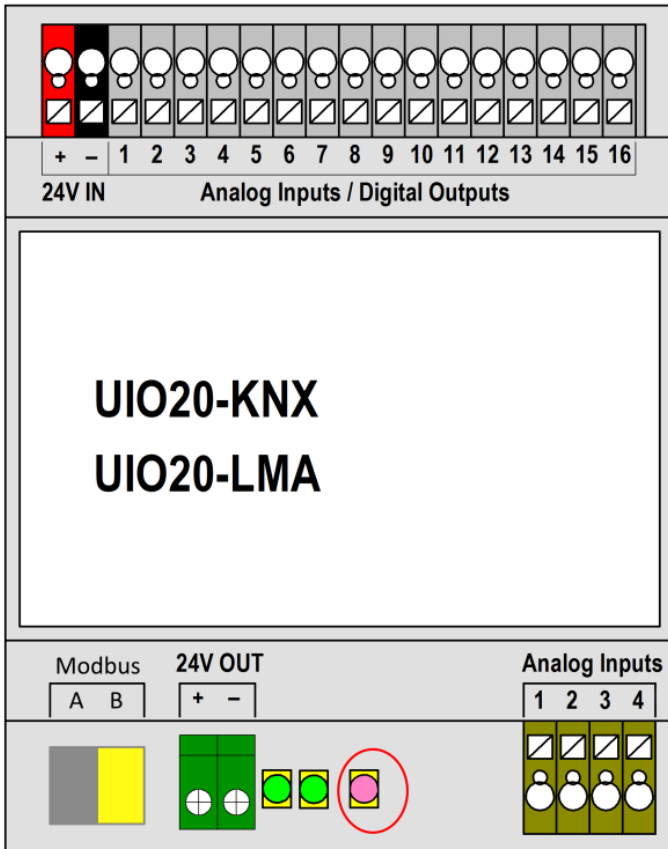 + – 1 2 3 4 5 6 7 8 9 10 11 12 13 14 15 16
24V IN Analog Inputs / Digital Outputs
UIO20-KNX
UIO20-LMA
Modbus 24V OUT Analog Inputs
A B + – 1 2 3 4